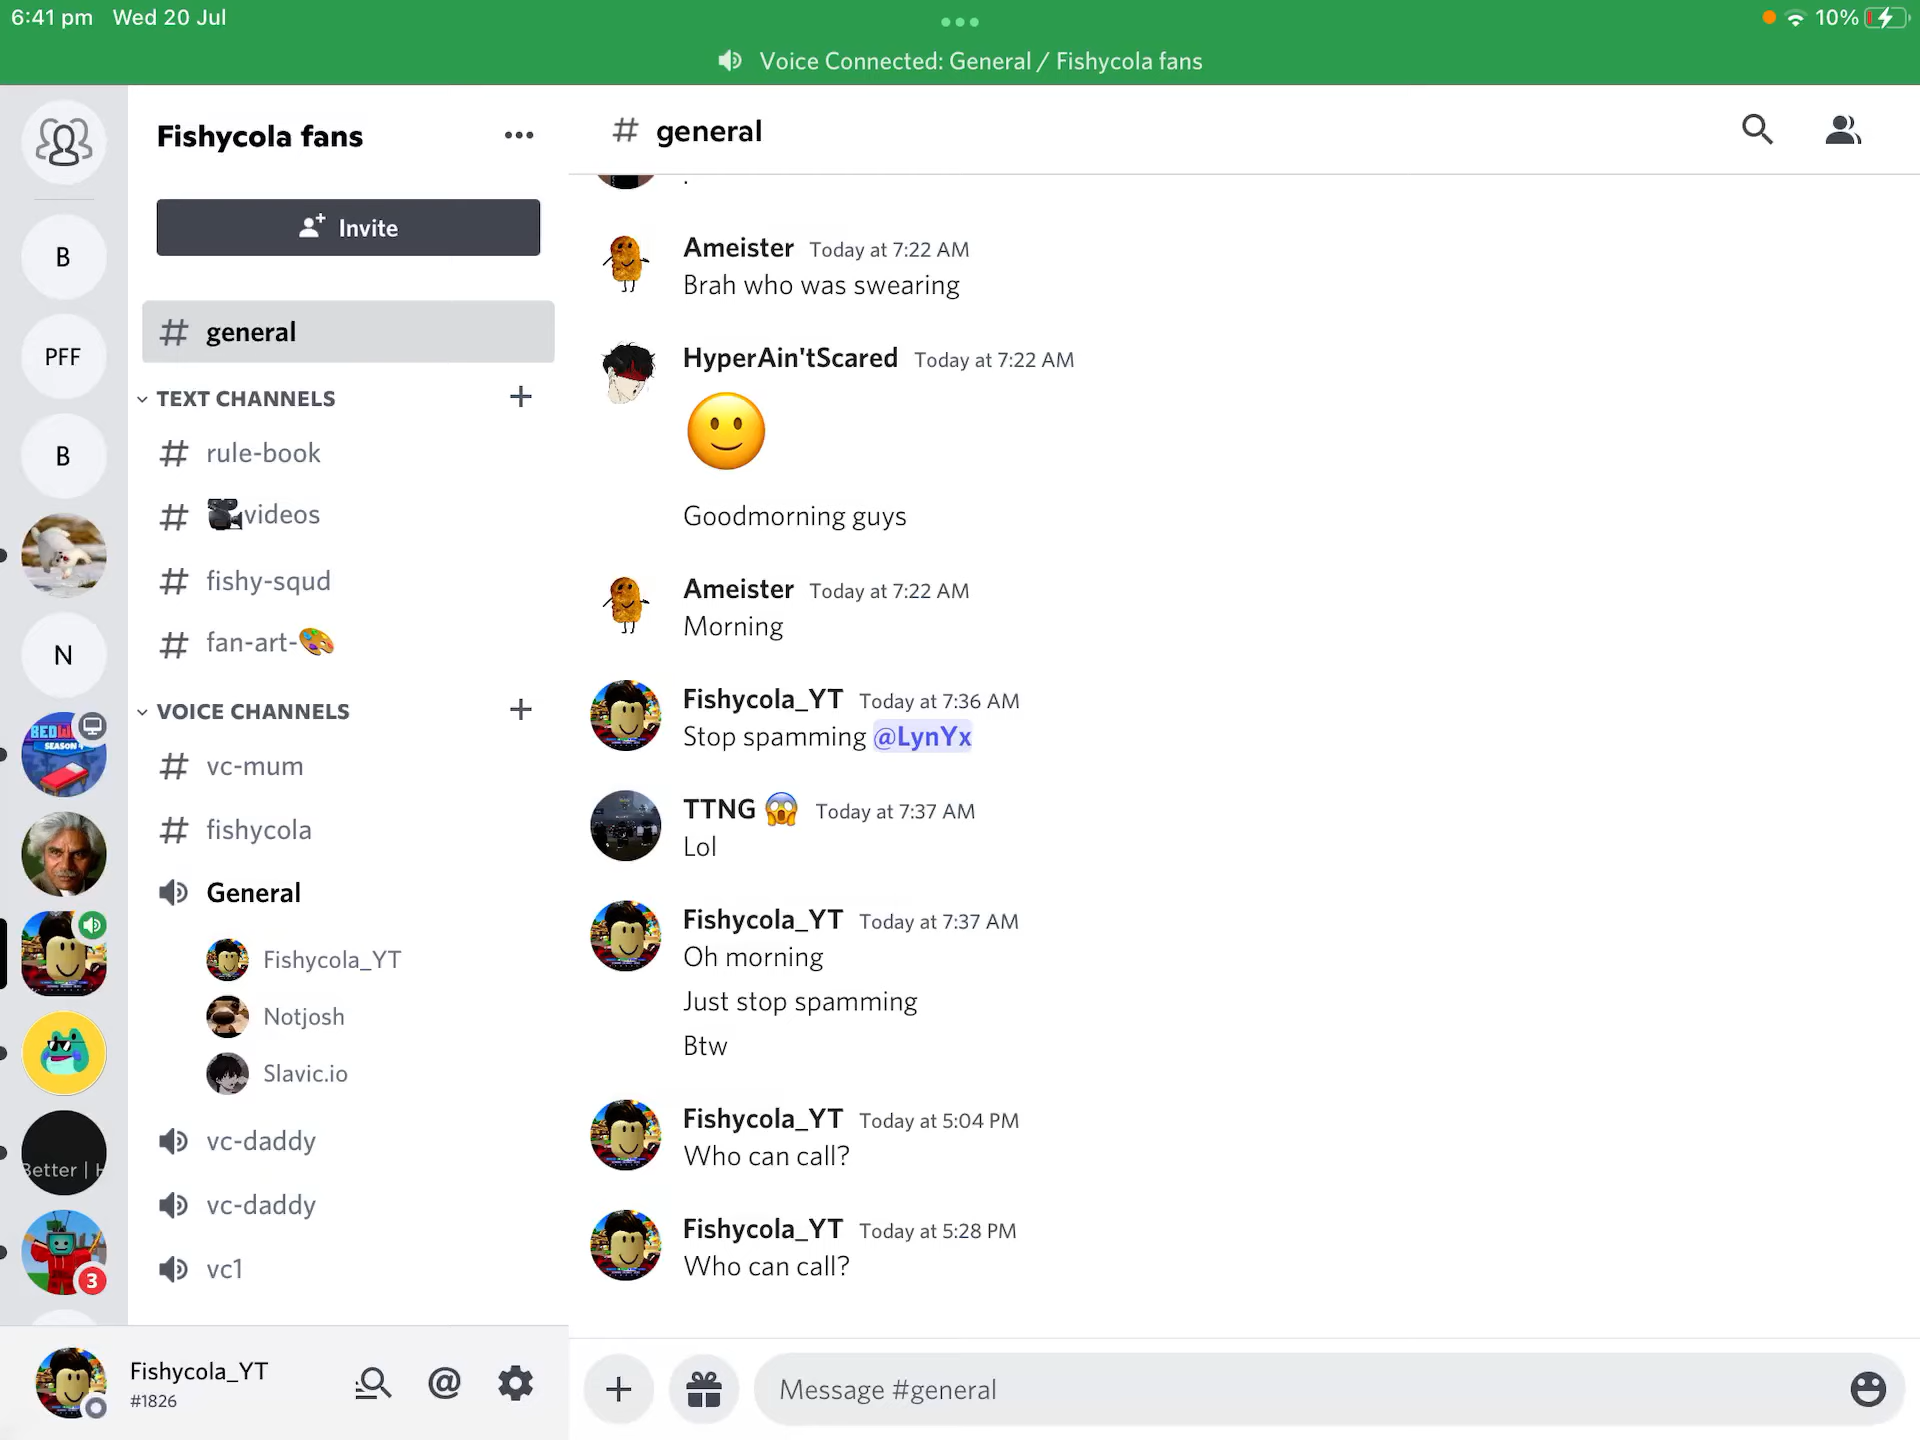 6:41 pm Wed 20 Jul
10%
Voice Connected: General / Fishycola fans
B
PFF
B
N
BEDW
SEASON
Better | H
3
Fishycola fans
Invite
# general
TEXT CHANNELS
# rule-book
# 🎥videos
# fishy-squd
# fan-art-🎨
VOICE CHANNELS
# vc-mum
# fishycola
General
Fishycola_YT
Notjosh
Slavic.io
vc-daddy
vc-daddy
vc1
Fishycola_YT
#1826
# general
.
Ameister Today at 7:22 AM
Brah who was swearing
HyperAin'tScared Today at 7:22 AM
🙂
Goodmorning guys
Ameister Today at 7:22 AM
Morning
Fishycola_YT Today at 7:36 AM
Stop spamming @LynYx
TTNG 😱 Today at 7:37 AM
Lol
Fishycola_YT Today at 7:37 AM
Oh morning
Just stop spamming
Btw
Fishycola_YT Today at 5:04 PM
Who can call?
Fishycola_YT Today at 5:28 PM
Who can call?
Message #general